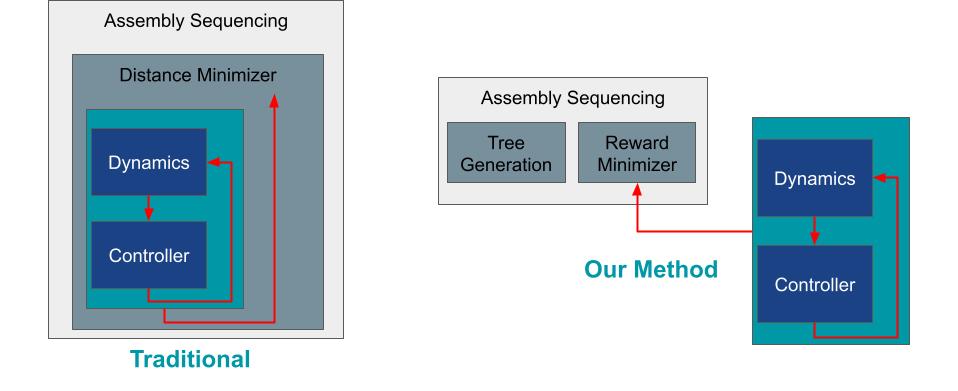 Assembly Sequencing
Distance Minimizer
Dynamics
Controller
Traditional
Assembly Sequencing
Tree
Generation
Reward
Minimizer
Dynamics
Controller
Our Method